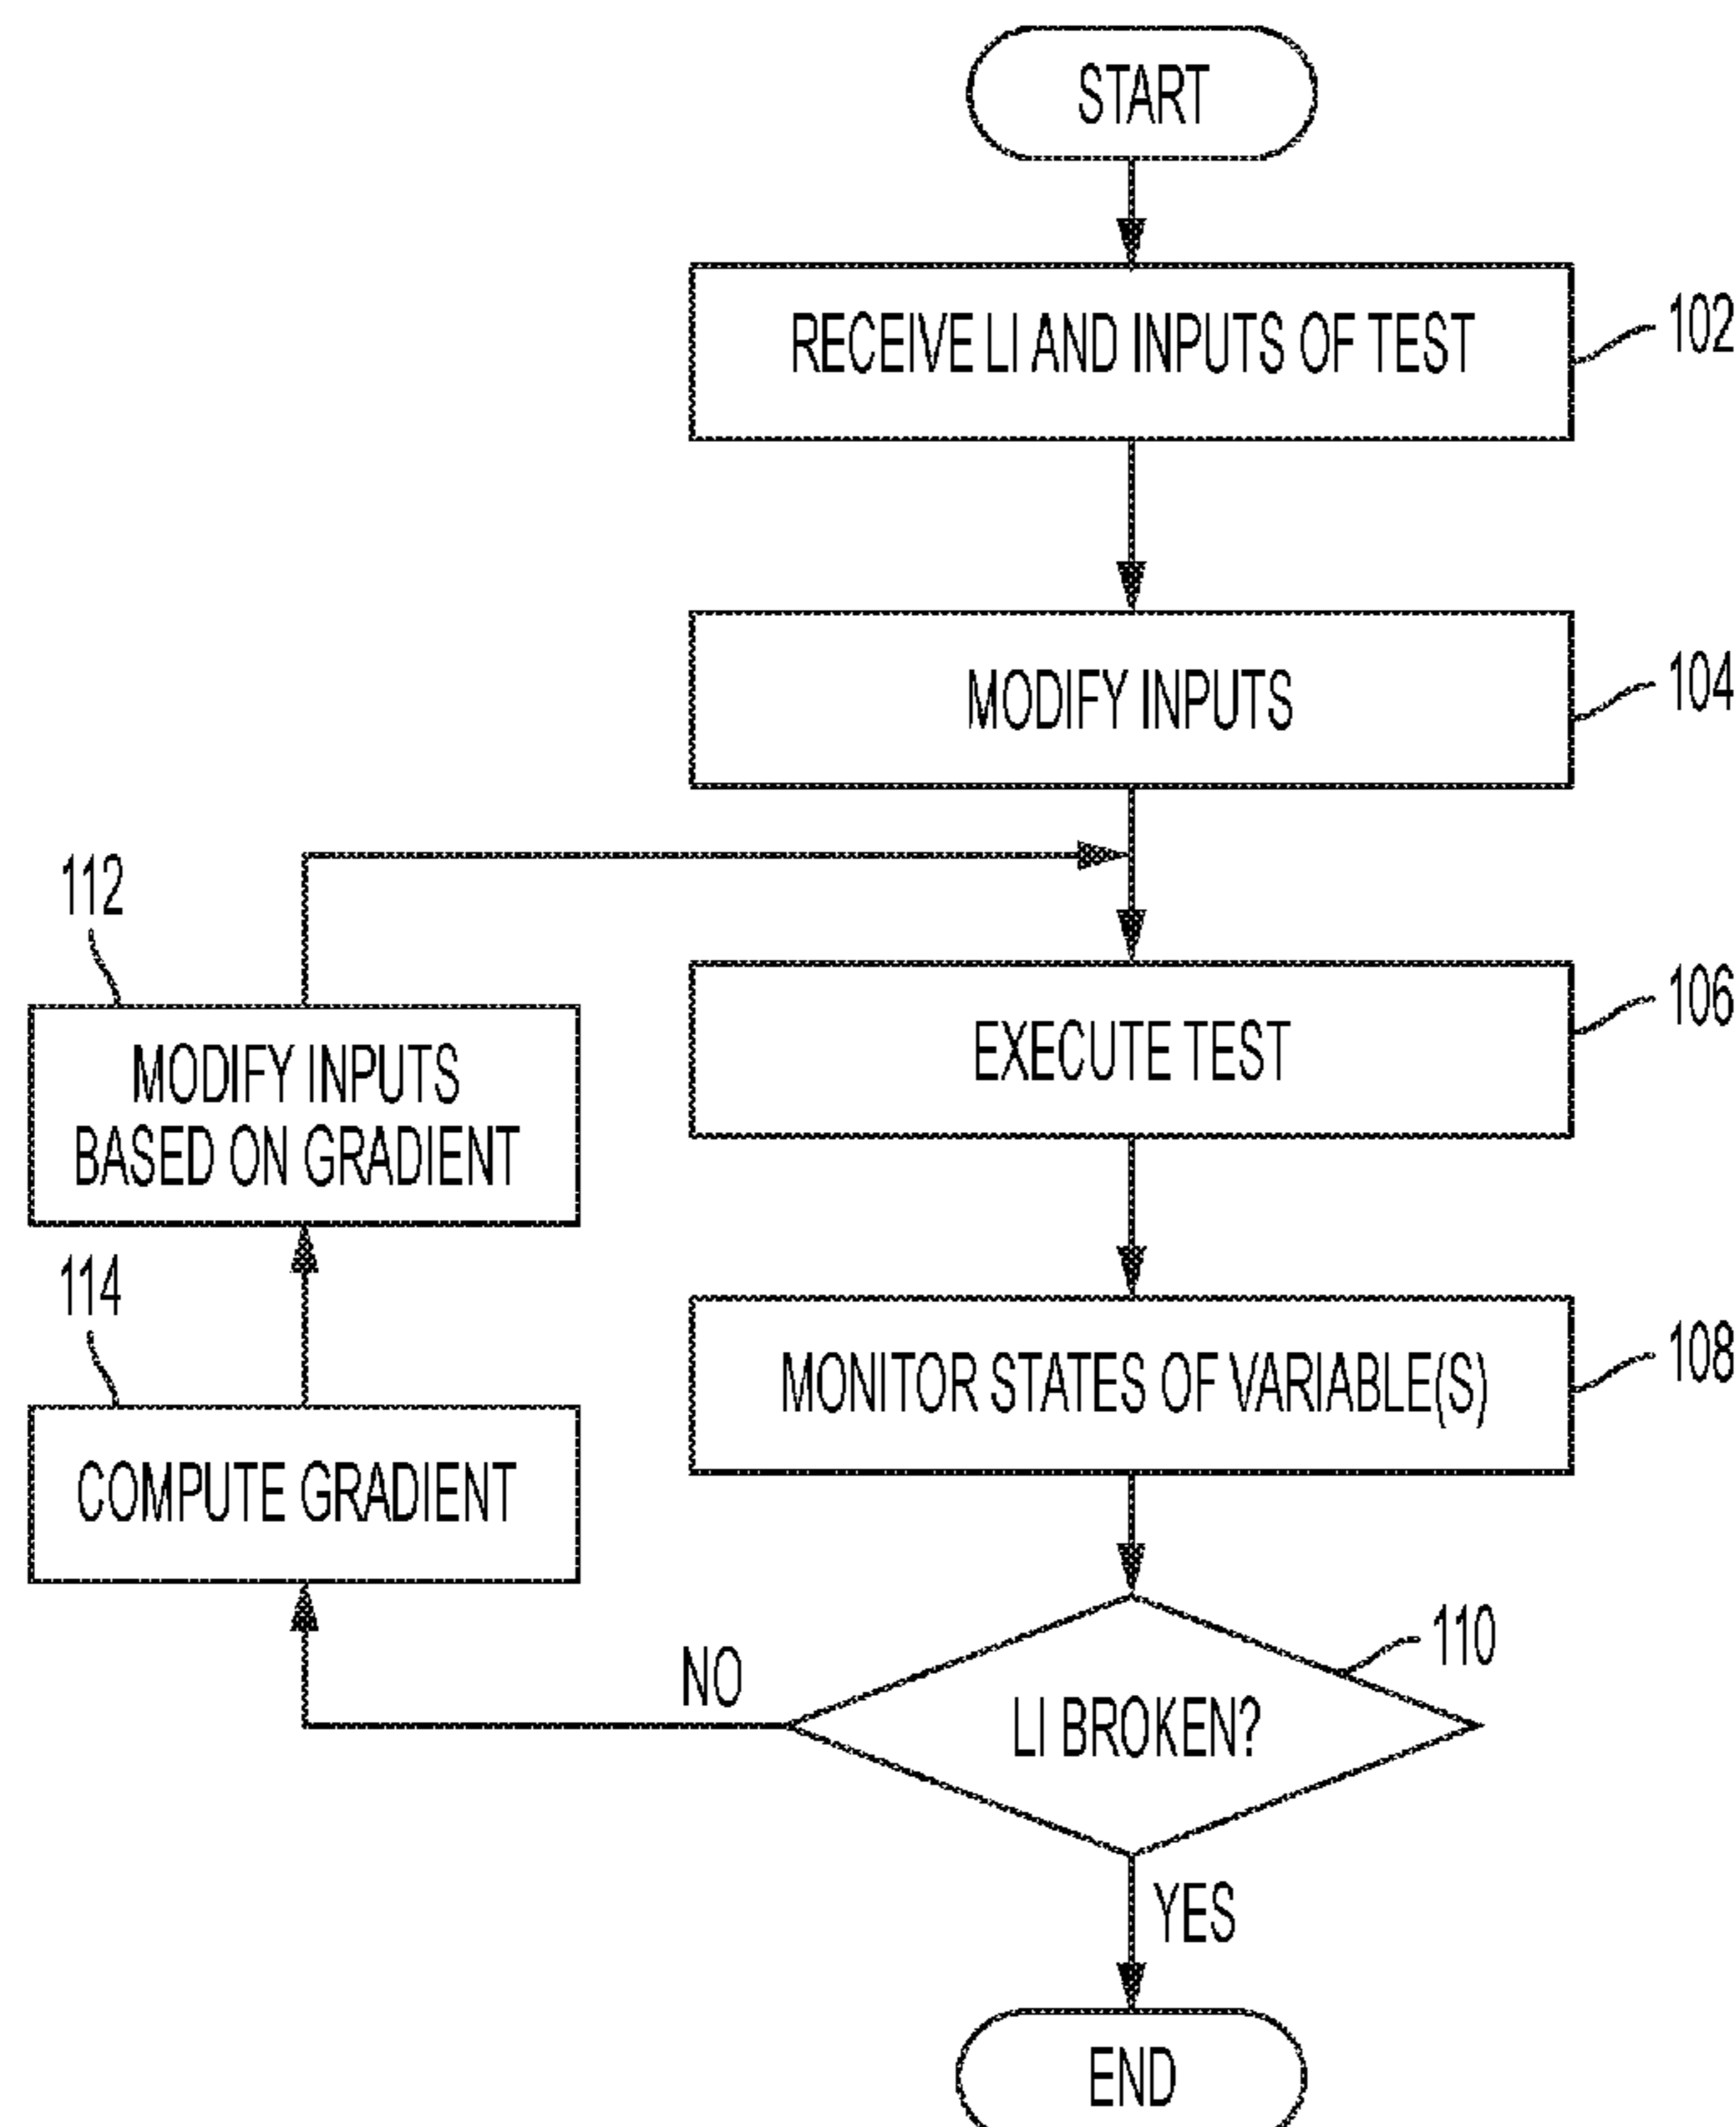 START
RECEIVE LI AND INPUTS OF TEST
102
MODIFY INPUTS
104
112
MODIFY INPUTS
BASED ON GRADIENT
EXECUTE TEST
106
114
COMPUTE GRADIENT
MONITOR STATES OF VARIABLE(S)
108
NO
LI BROKEN?
110
YES
END